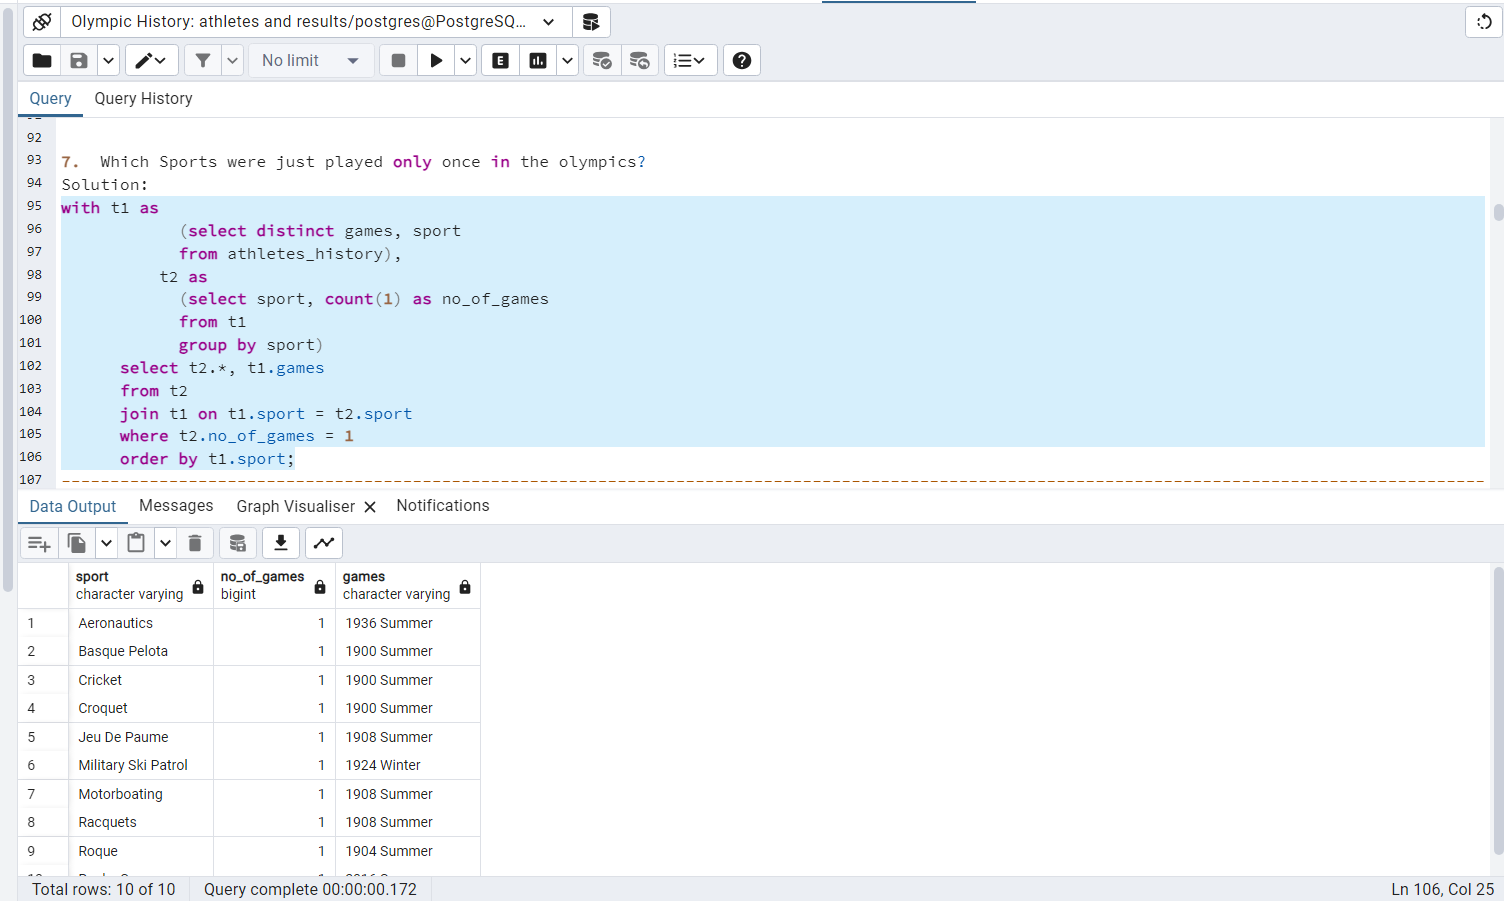 Olympic History: athletes and results/postgres@PostgreSQ...
No limit
E
Query
Query History
92
93 7. Which Sports were just played only once in the olympics?
94 Solution:
95 with t1 as
96 (select distinct games, sport
97 from athletes_history),
98 t2 as
99 (select sport, count(1) as no_of_games
100 from t1
101 group by sport)
102 select t2.*, t1.games
103 from t2
104 join t1 on t1.sport = t2.sport
105 where t2.no_of_games = 1
106 order by t1.sport;
107
Data Output Messages Graph Visualiser Notifications
sport no_of_games games
character varying bigint character varying
1 Aeronautics 1 1936 Summer
2 Basque Pelota 1 1900 Summer
3 Cricket 1 1900 Summer
4 Croquet 1 1900 Summer
5 Jeu De Paume 1 1908 Summer
6 Military Ski Patrol 1 1924 Winter
7 Motorboating 1 1908 Summer
8 Racquets 1 1908 Summer
9 Roque 1 1904 Summer
Total rows: 10 of 10 Query complete 00:00:00.172 Ln 106, Col 25